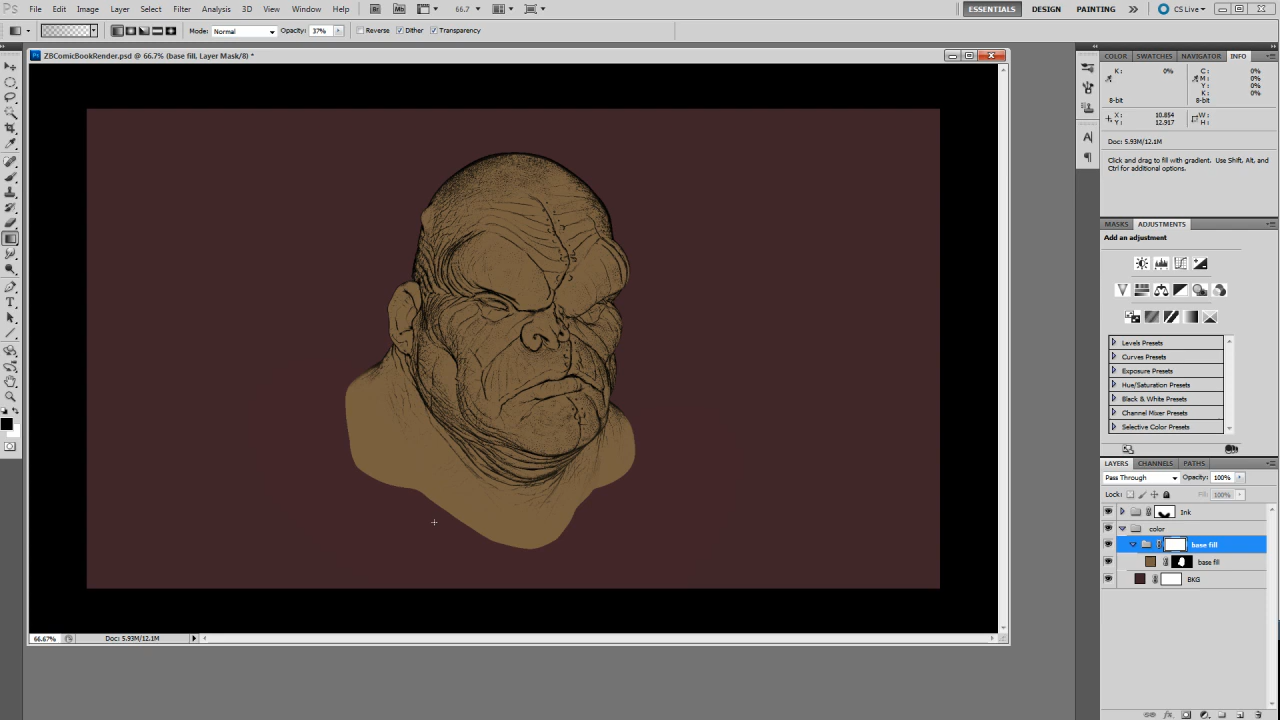 Ps File Edit Image Layer Select Filter Analysis 3D View Window Help Br Mb 66.7 ESSENTIALS DESIGN PAINTING CS Live
Mode: Normal Opacity: 37% Reverse Dither Transparency
ZBComicBookRender.psd @ 66.7% (base fill, Layer Mask/8) *
COLOR SWATCHES NAVIGATOR INFO
K: 0% C: 0%
M: 0%
Y: 0%
K: 0%
8-bit 8-bit
X: 10.854 W:
Y: 12.917 H:
Doc: 5.93M/12.1M
Click and drag to fill with gradient. Use Shift, Alt, and
Ctrl for additional options.
MASKS ADJUSTMENTS
Add an adjustment
Levels Presets
Curves Presets
Exposure Presets
Hue/Saturation Presets
Black & White Presets
Channel Mixer Presets
Selective Color Presets
LAYERS CHANNELS PATHS
Pass Through Opacity: 100%
Lock: Fill: 100%
Ink
color
base fill
base fill
BKG
66.67% Doc: 5.93M/12.1M